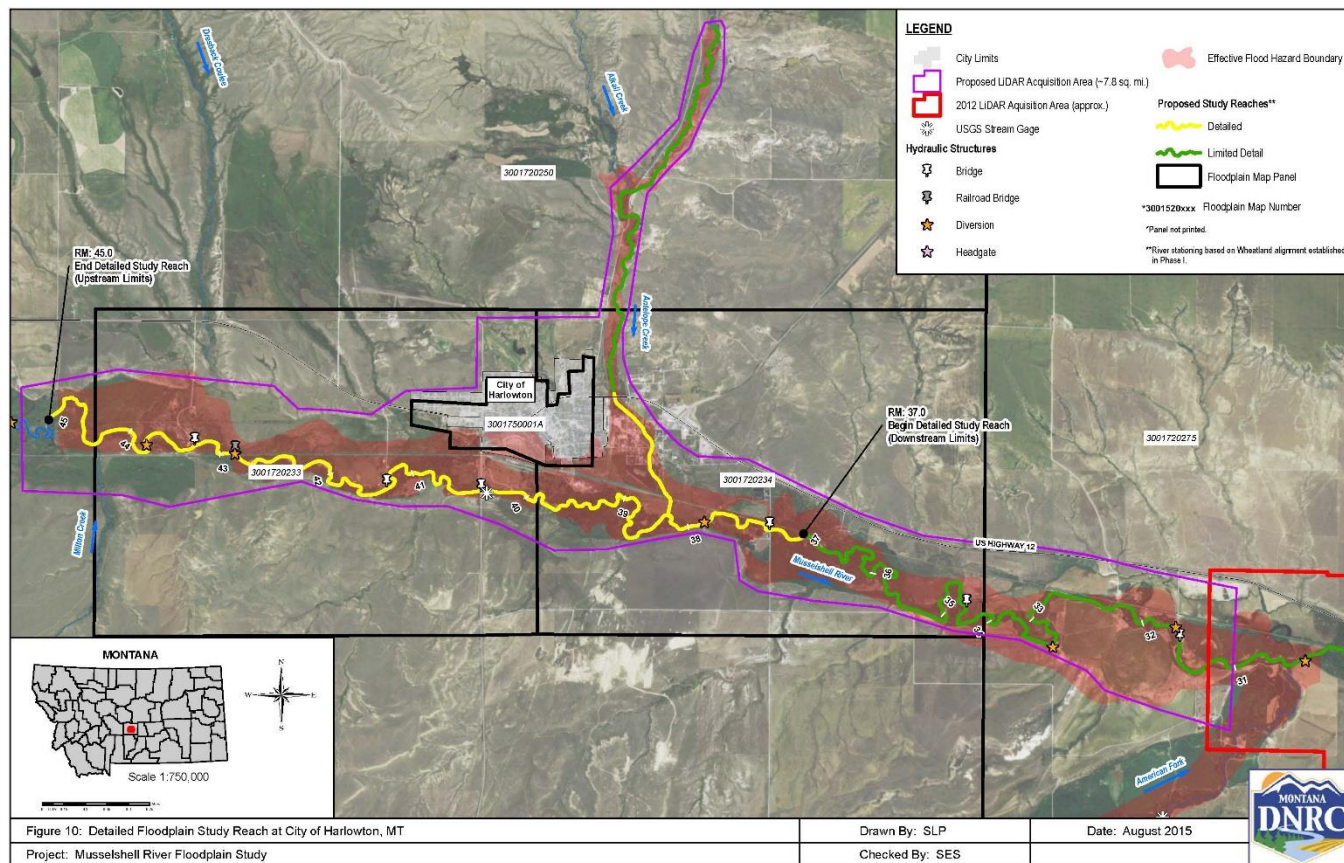 LEGEND
City Limits
Proposed LiDAR Acquisition Area (~7.8 sq. mi.)
2012 LiDAR Aquisition Area (approx.)
USGS Stream Gage
Hydraulic Structures
Bridge
Railroad Bridge
Diversion
Headgate
Effective Flood Hazard Boundary
Proposed Study Reaches**
Detailed
Limited Detail
Floodplain Map Panel
*3001520xxx Floodplain Map Number
*Panel not printed.
**River stationing based on Wheatland alignment established
in Phase I.
Dresback Coulee
Alkali Creek
3001720250
RM: 45.0
End Detailed Study Reach
(Upstream Limits)
Antelope Creek
City of
Harlowton
3001750001A
RM: 37.0
Begin Detailed Study Reach
(Downstream Limits)
3001720275
3001720233
3001720234
45
44
43
42
41
40
39
38
37
36
35
34
33
32
31
US HIGHWAY 12
Milton Creek
Musselshell River
American Fork
MONTANA
N
W
E
S
Scale 1:750,000
MONTANA
DNRC
Figure 10: Detailed Floodplain Study Reach at City of Harlowton, MT
Drawn By: SLP
Date: August 2015
Project: Musselshell River Floodplain Study
Checked By: SES